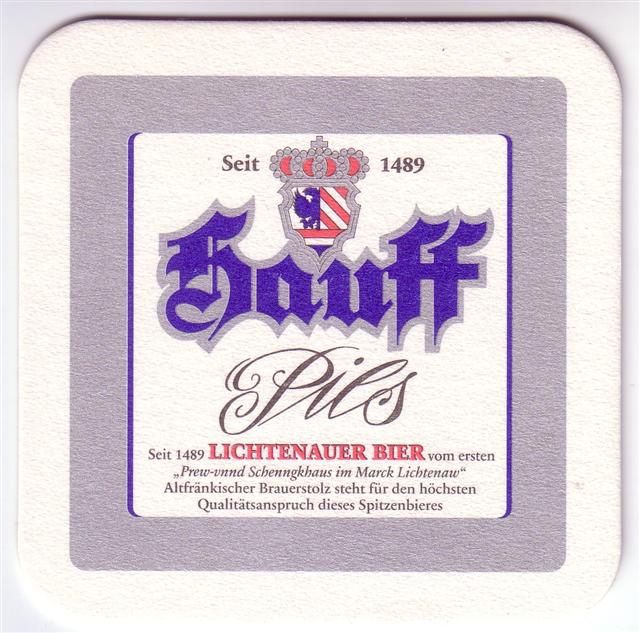 Seit 1489
Hauff
Pils
Seit 1489 LICHTENAUER BIER vom ersten
„Prew-vnnd Schenngkhaus im Marck Lichtenaw“
Altfränkischer Brauerstolz steht für den höchsten
Qualitätsanspruch dieses Spitzenbieres